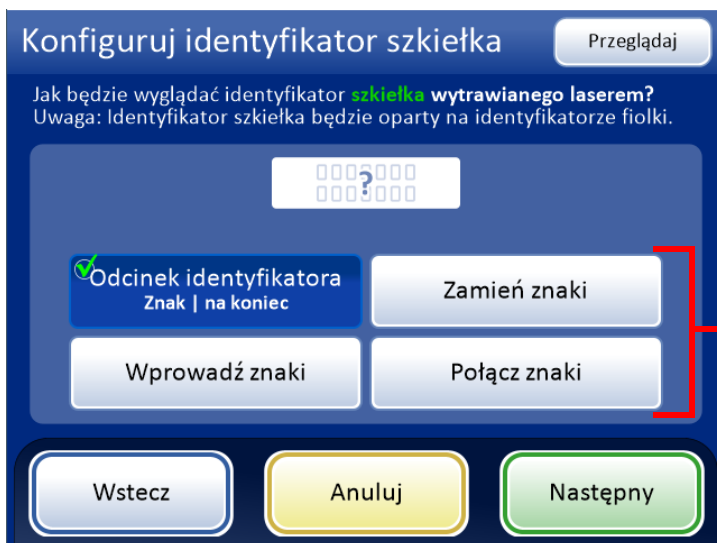 Konfiguruj identyfikator szkiełka
Przeglądaj
Jak będzie wyglądać identyfikator szkiełka wytrawianego laserem?
Uwaga: Identyfikator szkiełka będzie oparty na identyfikatorze fiolki.
?
Odcinek identyfikatora
Znak | na koniec
Zamień znaki
Wprowadź znaki
Połącz znaki
Wstecz
Anuluj
Następny